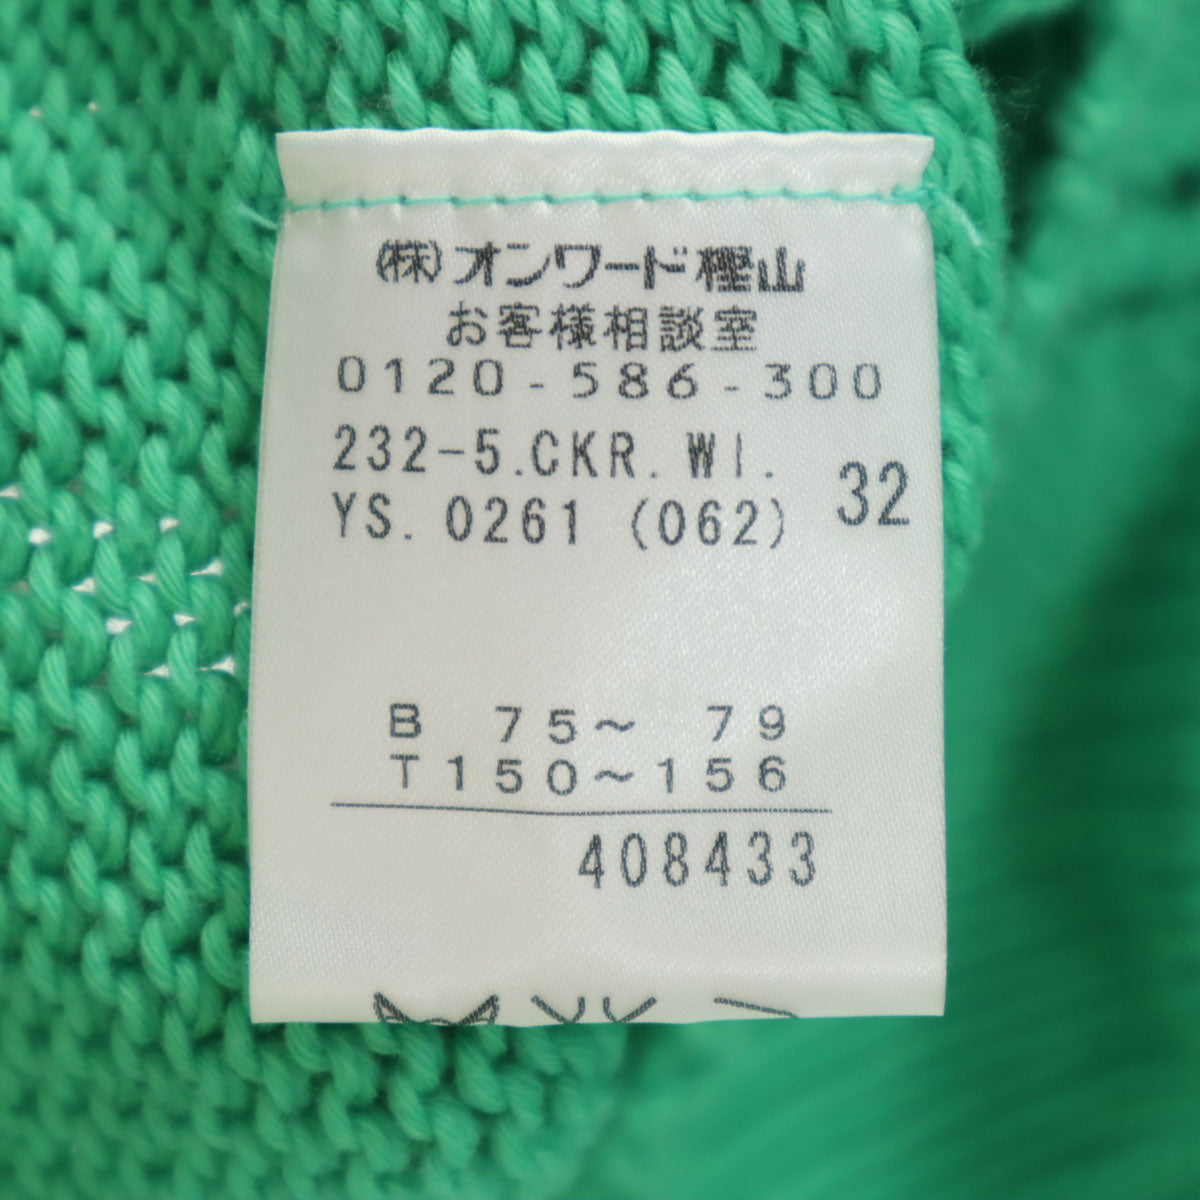 (株)オンワード樫山
お客様相談室
0120-586-300
232-5.CKR.WI.
YS.0261 (062) 32
B 75~ 79
T150~156
408433